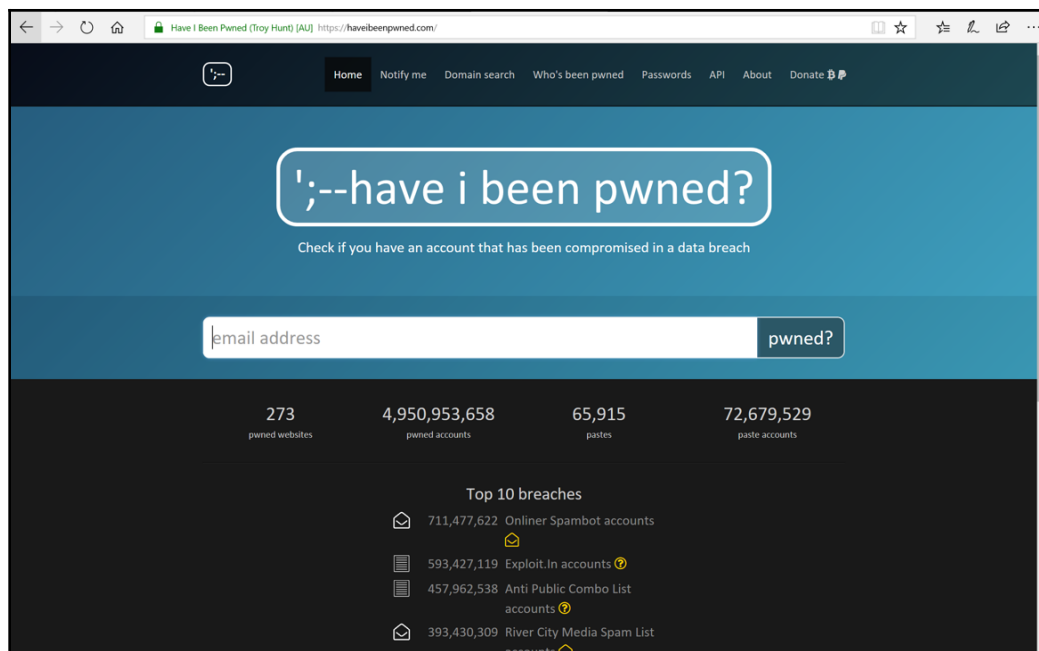 Have I Been Pwned (Troy Hunt) [AU] https://haveibeenpwned.com/
';--
Home Notify me Domain search Who's been pwned Passwords API About Donate
';--have i been pwned?
Check if you have an account that has been compromised in a data breach
email address pwned?
273 4,950,953,658 65,915 72,679,529
pwned websites pwned accounts pastes paste accounts
Top 10 breaches
711,477,622 Onliner Spambot accounts
593,427,119 Exploit.In accounts ?
457,962,538 Anti Public Combo List
accounts ?
393,430,309 River City Media Spam List
accounts